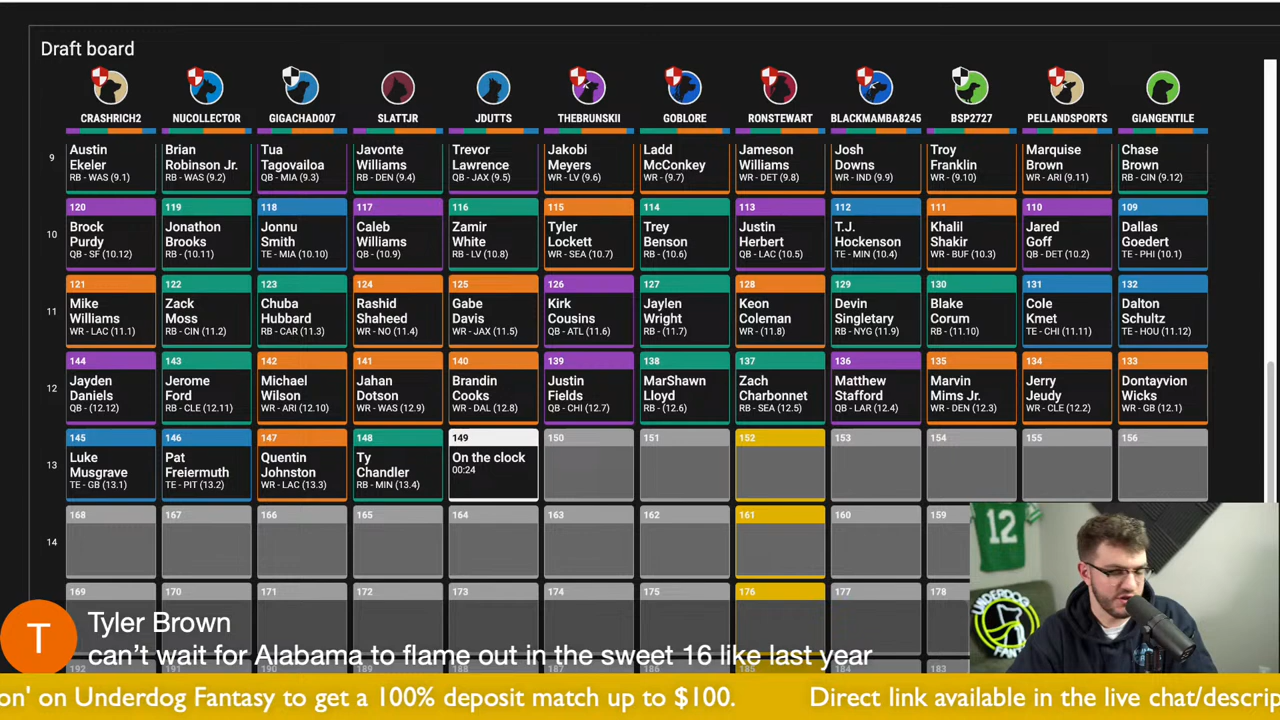 Draft board
CRASHRICH2 NUCOLLECTOR GIGACHAD007 SLATTJR JDUTTS THEBRUNSKII GOBLORE RONSTEWART BLACKMAMBA8245 BSP2727 PELLANDSPORTS GIANGENTILE
9
Austin Ekeler
RB - WAS (9.1)
Brian Robinson Jr.
RB - WAS (9.2)
Tua Tagovailoa
QB - MIA (9.3)
Javonte Williams
RB - DEN (9.4)
Trevor Lawrence
QB - JAX (9.5)
Jakobi Meyers
WR - LV (9.6)
Ladd McConkey
WR - (9.7)
Jameson Williams
WR - DET (9.8)
Josh Downs
WR - IND (9.9)
Troy Franklin
WR - (9.10)
Marquise Brown
WR - ARI (9.11)
Chase Brown
RB - CIN (9.12)
10
120
Brock Purdy
QB - SF (10.12)
119
Jonathon Brooks
RB - (10.11)
118
Jonnu Smith
TE - MIA (10.10)
117
Caleb Williams
QB - (10.9)
116
Zamir White
RB - LV (10.8)
115
Tyler Lockett
WR - SEA (10.7)
114
Trey Benson
RB - (10.6)
113
Justin Herbert
QB - LAC (10.5)
112
T.J. Hockenson
TE - MIN (10.4)
111
Khalil Shakir
WR - BUF (10.3)
110
Jared Goff
QB - DET (10.2)
109
Dallas Goedert
TE - PHI (10.1)
11
121
Mike Williams
WR - LAC (11.1)
122
Zack Moss
RB - CIN (11.2)
123
Chuba Hubbard
RB - CAR (11.3)
124
Rashid Shaheed
WR - NO (11.4)
125
Gabe Davis
WR - JAX (11.5)
126
Kirk Cousins
QB - ATL (11.6)
127
Jaylen Wright
RB - (11.7)
128
Keon Coleman
WR - (11.8)
129
Devin Singletary
RB - NYG (11.9)
130
Blake Corum
RB - (11.10)
131
Cole Kmet
TE - CHI (11.11)
132
Dalton Schultz
TE - HOU (11.12)
12
144
Jayden Daniels
QB - (12.12)
143
Jerome Ford
RB - CLE (12.11)
142
Michael Wilson
WR - ARI (12.10)
141
Jahan Dotson
WR - WAS (12.9)
140
Brandin Cooks
WR - DAL (12.8)
139
Justin Fields
QB - CHI (12.7)
138
MarShawn Lloyd
RB - (12.6)
137
Zach Charbonnet
RB - SEA (12.5)
136
Matthew Stafford
QB - LAR (12.4)
135
Marvin Mims Jr.
WR - DEN (12.3)
134
Jerry Jeudy
WR - CLE (12.2)
133
Dontayvion Wicks
WR - GB (12.1)
13
145
Luke Musgrave
TE - GB (13.1)
146
Pat Freiermuth
TE - PIT (13.2)
147
Quentin Johnston
WR - LAC (13.3)
148
Ty Chandler
RB - MIN (13.4)
149
On the clock
00:24
150 151 152 153 154 155 156
14
168 167 166 165 164 163 162 161 160 159
169 170 171 172 173 174 175 176 177 178
12
UNDERDOG
T
Tyler Brown
can't wait for Alabama to flame out in the sweet 16 like last year
on' on Underdog Fantasy to get a 100% deposit match up to $100. Direct link available in the live chat/descrip